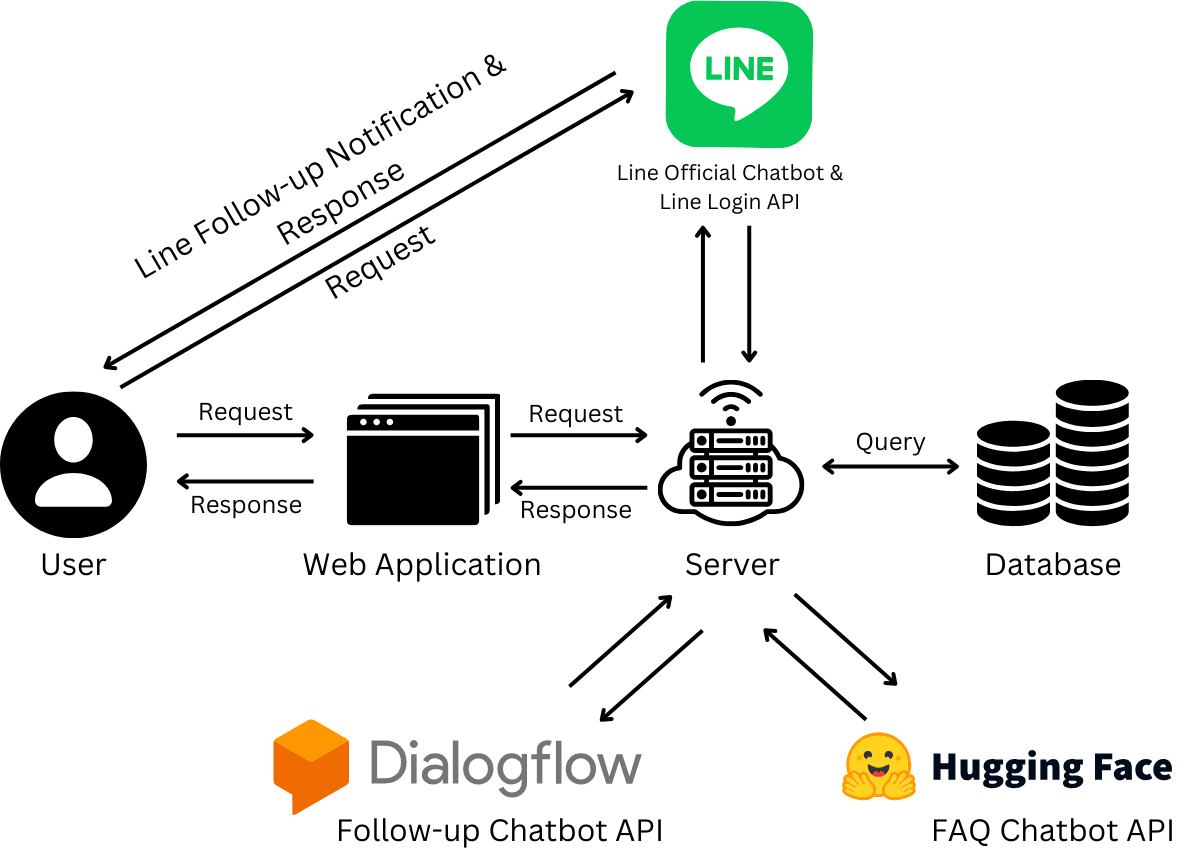 LINE
Line Official Chatbot &
Line Login API
Line Follow-up Notification &
Response
Request
Request
Response
Request
Response
Query
User
Web Application
Server
Database
Dialogflow
Follow-up Chatbot API
Hugging Face
FAQ Chatbot API